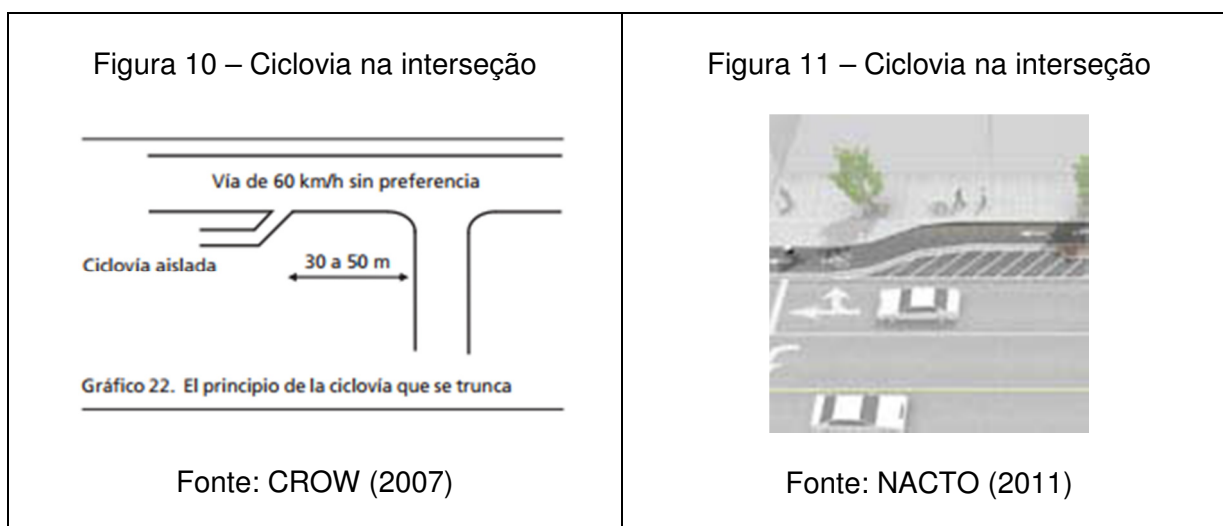 Figura 10 – Ciclovia na interseção
Vía de 60 km/h sin preferencia
Ciclovía aislada
30 a 50 m
Gráfico 22. El principio de la ciclovía que se trunca
Fonte: CROW (2007)
Figura 11 – Ciclovia na interseção
Fonte: NACTO (2011)